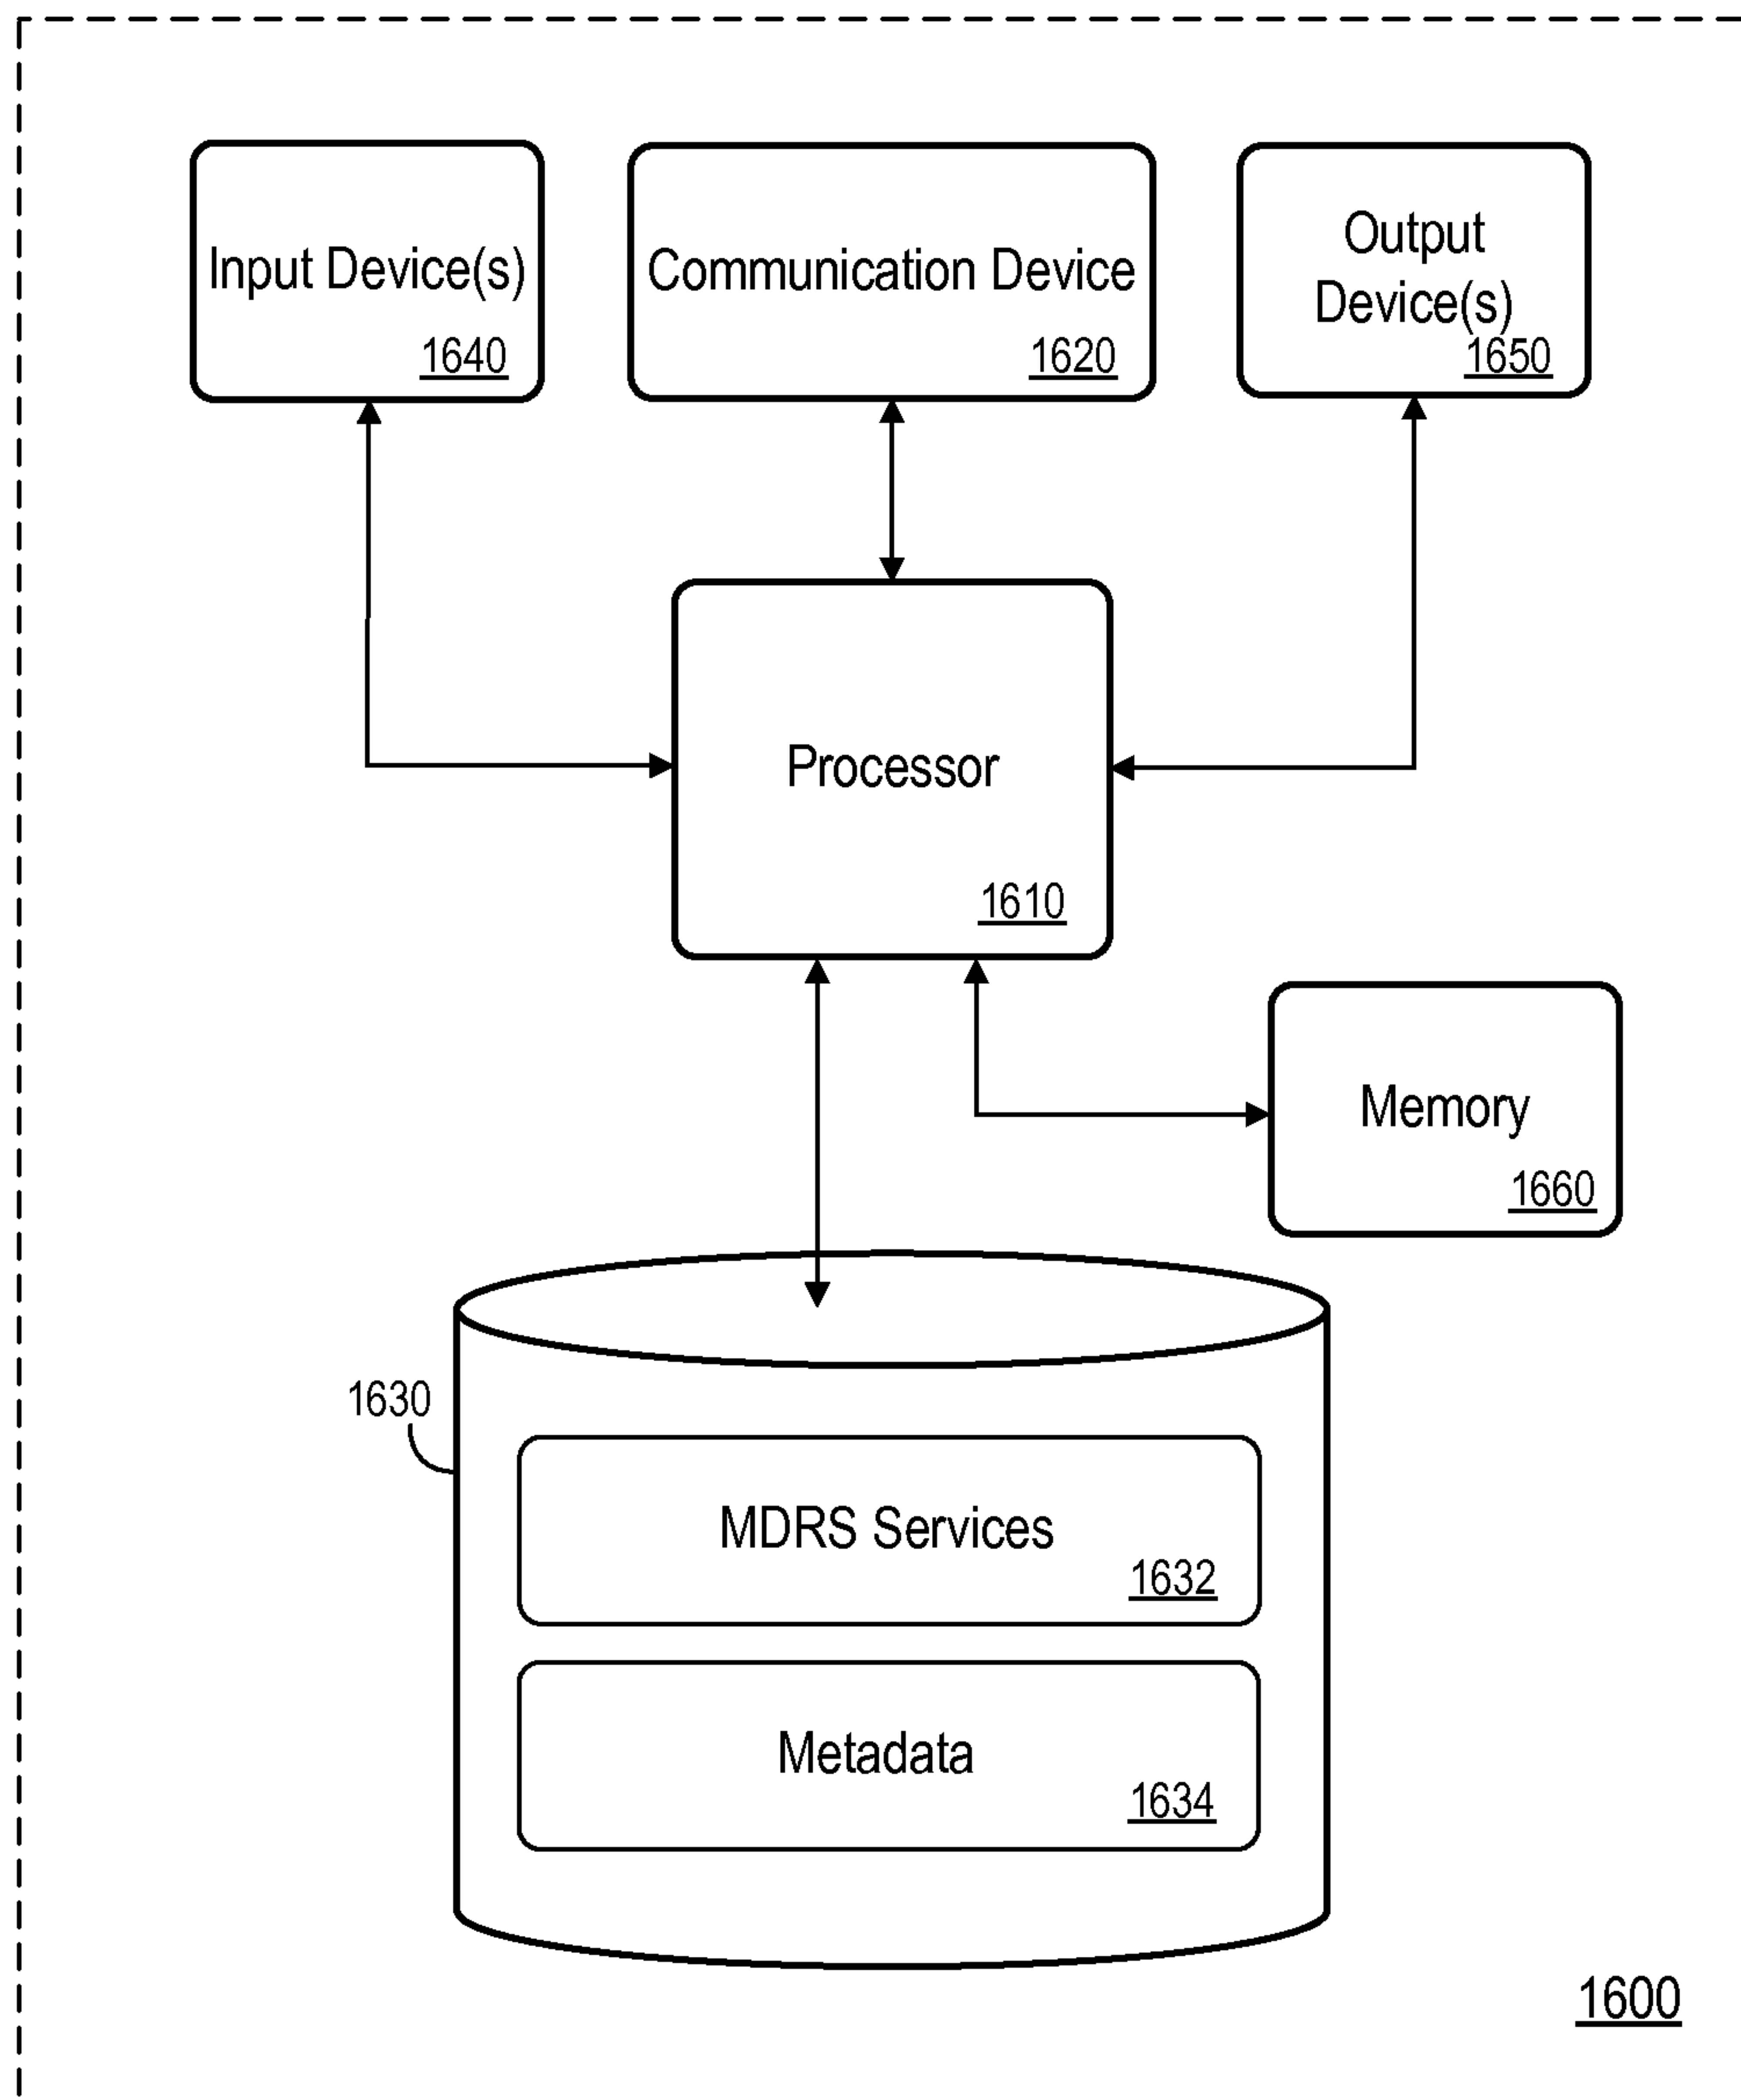 Input Device(s)
1640
Communication Device
1620
Output
Device(s)
1650
Processor
1610
Memory
1660
1630
MDRS Services
1632
Metadata
1634
1600